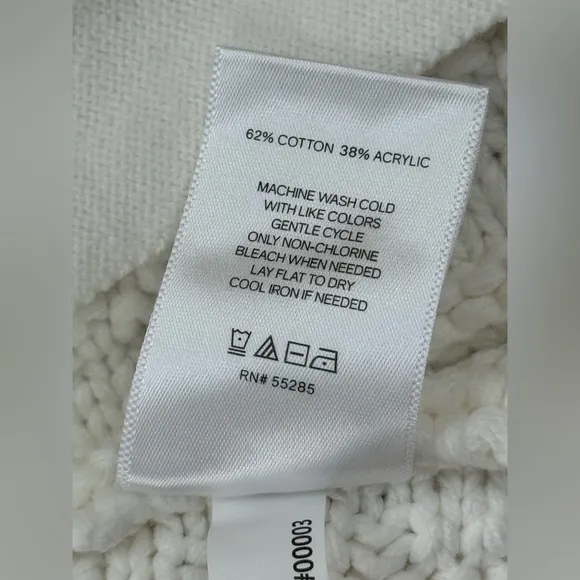 62% COTTON 38% ACRYLIC
MACHINE WASH COLD
WITH LIKE COLORS
GENTLE CYCLE
ONLY NON-CHLORINE
BLEACH WHEN NEEDED
LAY FLAT TO DRY
COOL IRON IF NEEDED
RN# 55285
#00003